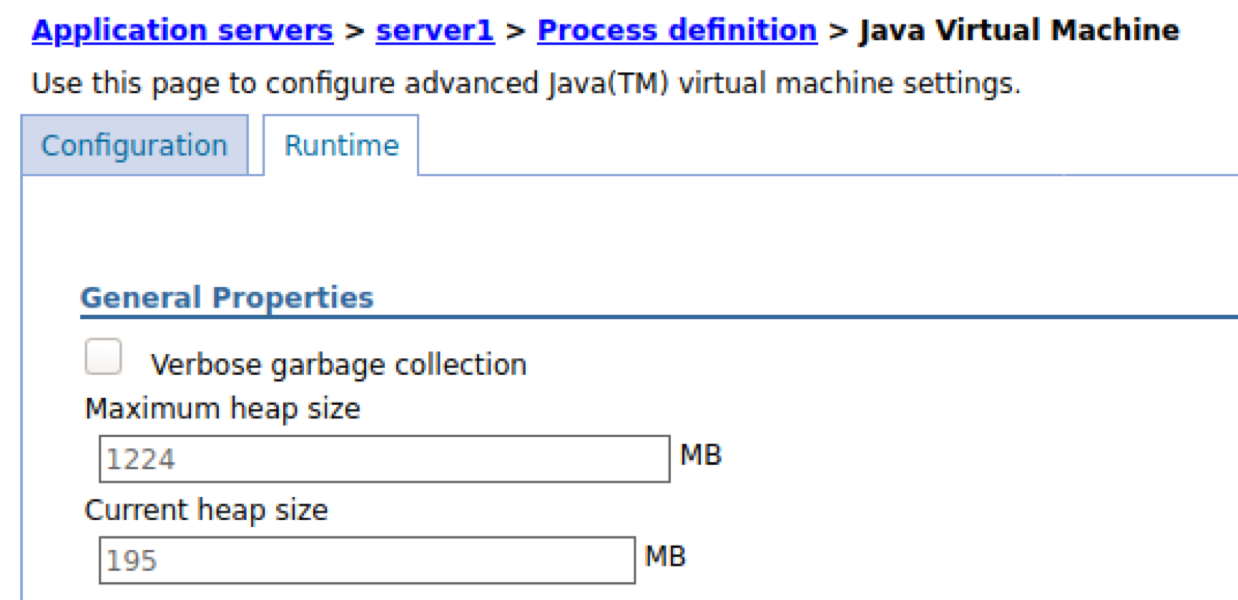 Application servers > server1 > Process definition > Java Virtual Machine
Use this page to configure advanced Java(TM) virtual machine settings.
Configuration Runtime
General Properties
Verbose garbage collection
Maximum heap size
1224 MB
Current heap size
195 MB